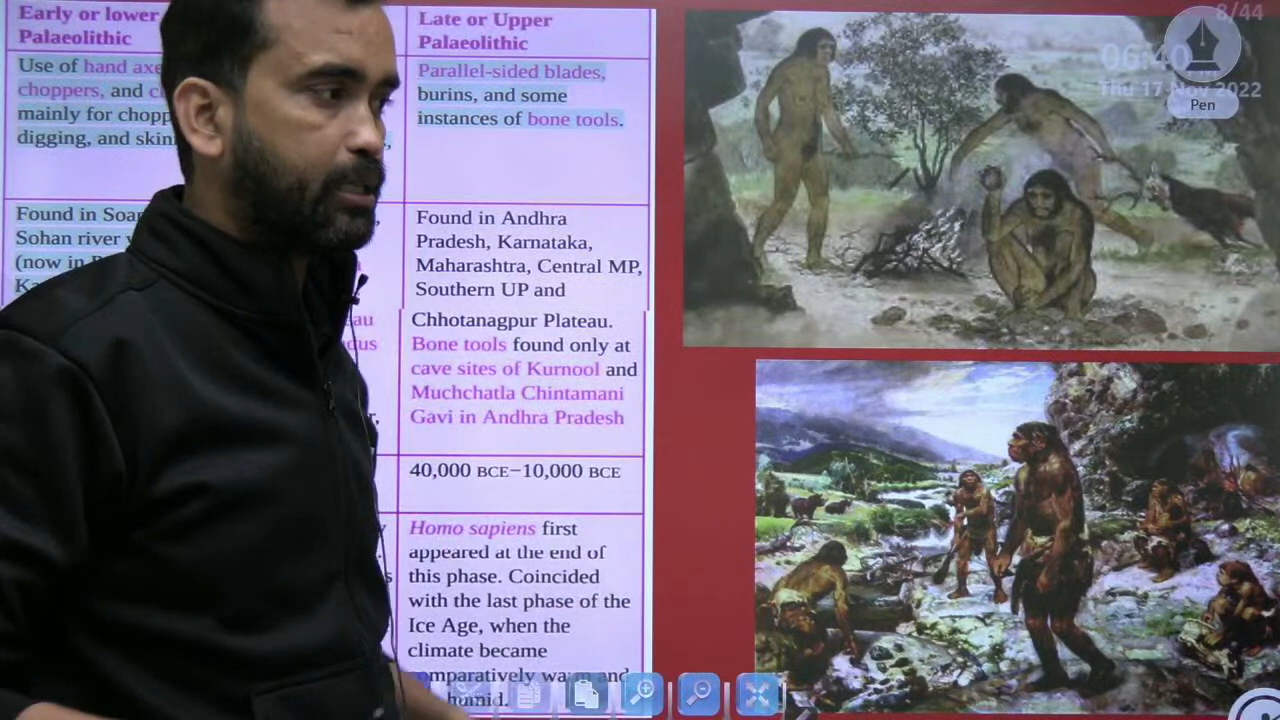 Early or lower
Palaeolithic
Late or Upper
Palaeolithic
Use of hand axe
choppers, and
mainly for chopp
digging, and skin
,
Parallel-sided blades,
burins, and some
instances of bone tools.
Found in Soan
Sohan river
(now in
,
Found in Andhra
Pradesh, Karnataka,
Maharashtra, Central MP,
Southern UP and
Chhotanagpur Plateau.
Bone tools found only at
cave sites of Kurnool and
Muchchatla Chintamani
Gavi in Andhra Pradesh
40,000 BCE–10,000 BCE
Homo sapiens first
appeared at the end of
this phase. Coincided
with the last phase of the
Ice Age, when the
climate became
comparatively warm and
humid.
8/44
06:40
Thu 17 Nov 2022
Pen